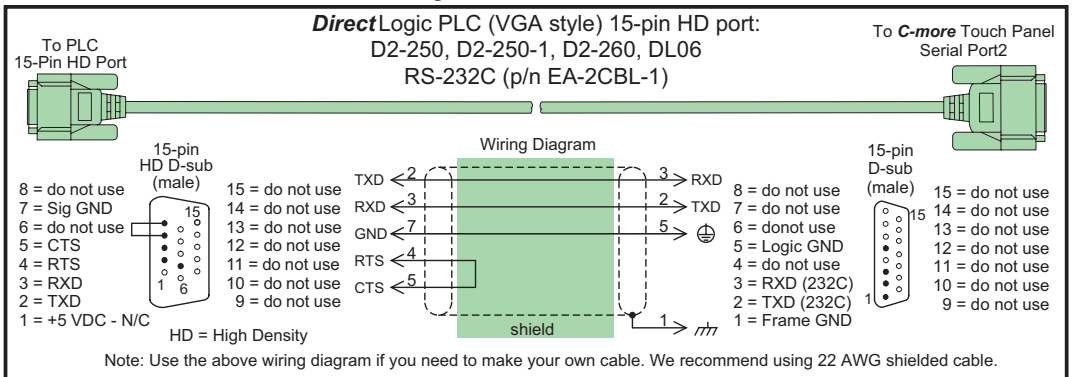 DirectLogic PLC (VGA style) 15-pin HD port:
D2-250, D2-250-1, D2-260, DL06
RS-232C (p/n EA-2CBL-1)
To PLC
15-Pin HD Port
To C-more Touch Panel
Serial Port2
15-pin
HD D-sub
(male)
8 = do not use
7 = Sig GND
6 = do not use
5 = CTS
4 = RTS
3 = RXD
2 = TXD
1 = +5 VDC - N/C
15
1
6
HD = High Density
15 = do not use
14 = do not use
13 = do not use
12 = do not use
11 = do not use
10 = do not use
9 = do not use
Wiring Diagram
TXD 2 3 RXD
RXD 3 2 TXD
GND 7 5
RTS 4
CTS 5
shield
1
15-pin
D-sub
(male)
8 = do not use
7 = do not use
6 = donot use
5 = Logic GND
4 = do not use
3 = RXD (232C)
2 = TXD (232C)
1 = Frame GND
15
1
15 = do not use
14 = do not use
13 = do not use
12 = do not use
11 = do not use
10 = do not use
9 = do not use
Note: Use the above wiring diagram if you need to make your own cable. We recommend using 22 AWG shielded cable.